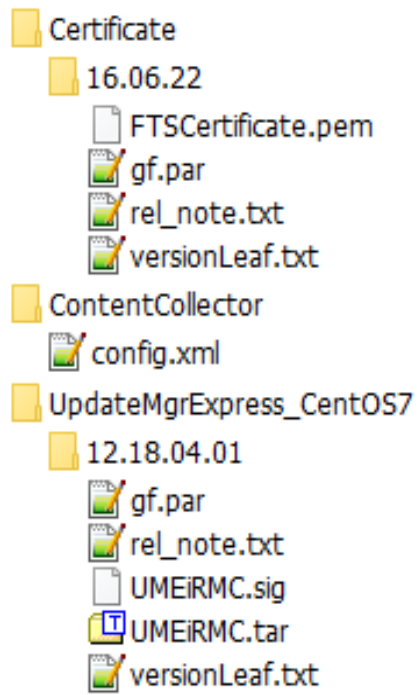 Certificate
16.06.22
FTSCertificate.pem
gf.par
rel_note.txt
versionLeaf.txt
ContentCollector
config.xml
UpdateMgrExpress_CentOS7
12.18.04.01
gf.par
rel_note.txt
UMEiRMC.sig
UMEiRMC.tar
versionLeaf.txt